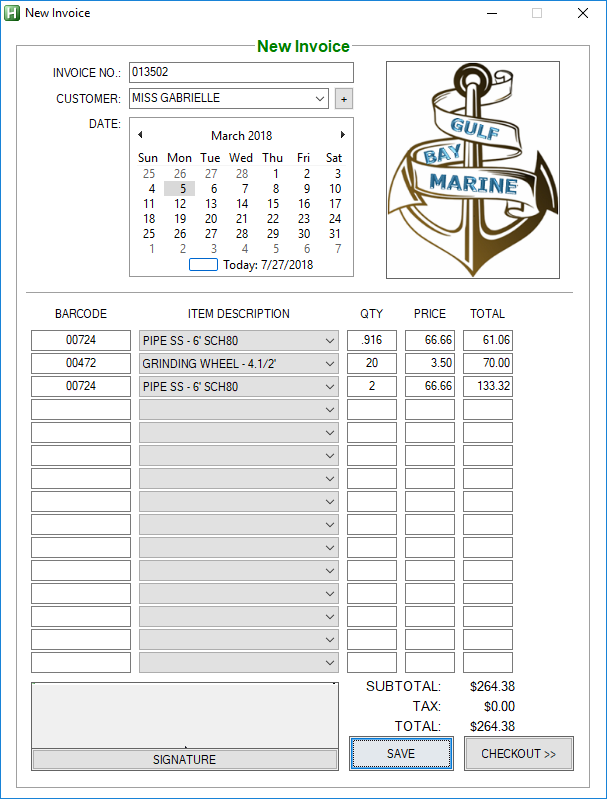 New Invoice
New Invoice
INVOICE NO.: 013502
CUSTOMER: MISS GABRIELLE +
DATE:
March 2018
Sun Mon Tue Wed Thu Fri Sat
25 26 27 28 1 2 3
4 5 6 7 8 9 10
11 12 13 14 15 16 17
18 19 20 21 22 23 24
25 26 27 28 29 30 31
1 2 3 4 5 6 7
Today: 7/27/2018
GULF
BAY
MARINE
BARCODE ITEM DESCRIPTION QTY PRICE TOTAL
00724 PIPE SS - 6' SCH80 .916 66.66 61.06
00472 GRINDING WHEEL - 4.1/2' 20 3.50 70.00
00724 PIPE SS - 6' SCH80 2 66.66 133.32
SUBTOTAL: $264.38
TAX: $0.00
TOTAL: $264.38
SIGNATURE SAVE CHECKOUT >>